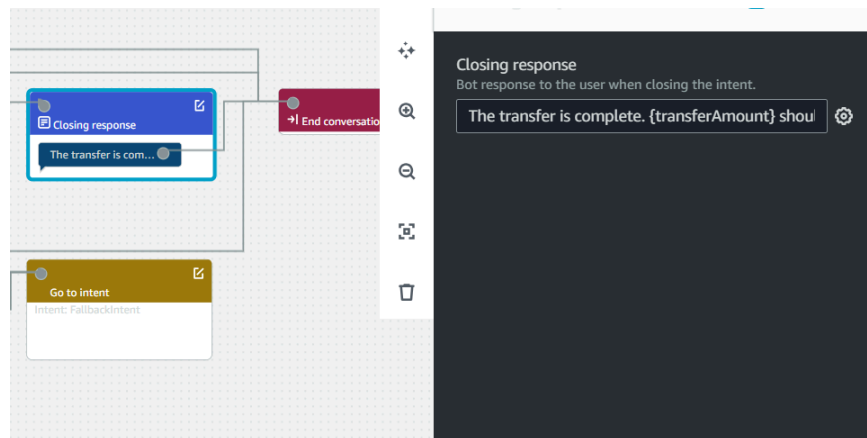 Closing response
The transfer is com...
End conversatio
Go to intent
Intent: FallbackIntent
Closing response
Bot response to the user when closing the intent.
The transfer is complete. {transferAmount} shoul